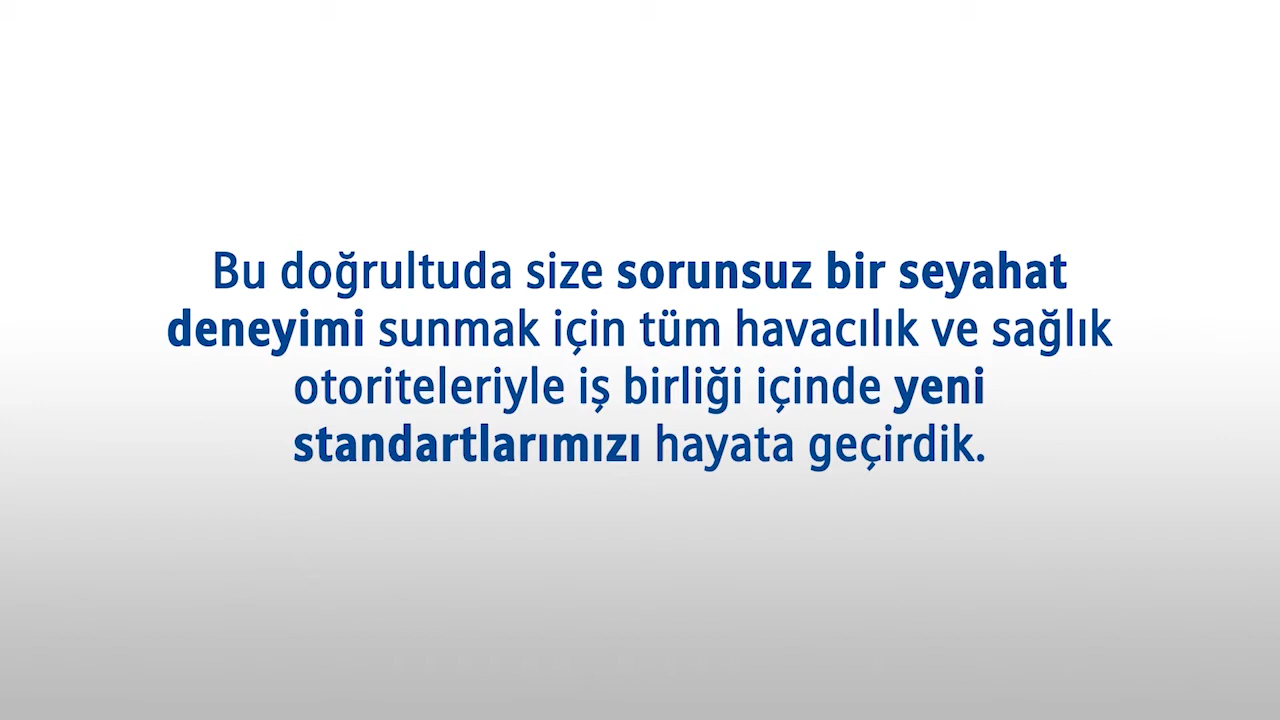 Bu doğrultuda size sorunsuz bir seyahat
deneyimi sunmak için tüm havacılık ve sağlık
otoriteleriyle iş birliği içinde yeni
standartlarımızı hayata geçirdik.